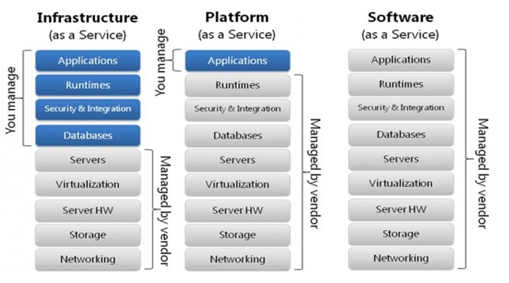 Infrastructure
(as a Service)
You manage
Applications
Runtimes
Security & Integration
Databases
Servers
Virtualization
Server HW
Storage
Networking
Managed by vendor
Platform
(as a Service)
You manage
Applications
Runtimes
Security & Integration
Databases
Servers
Virtualization
Server HW
Storage
Networking
Managed by vendor
Software
(as a Service)
Applications
Runtimes
Security & Integration
Databases
Servers
Virtualization
Server HW
Storage
Networking
Managed by vendor